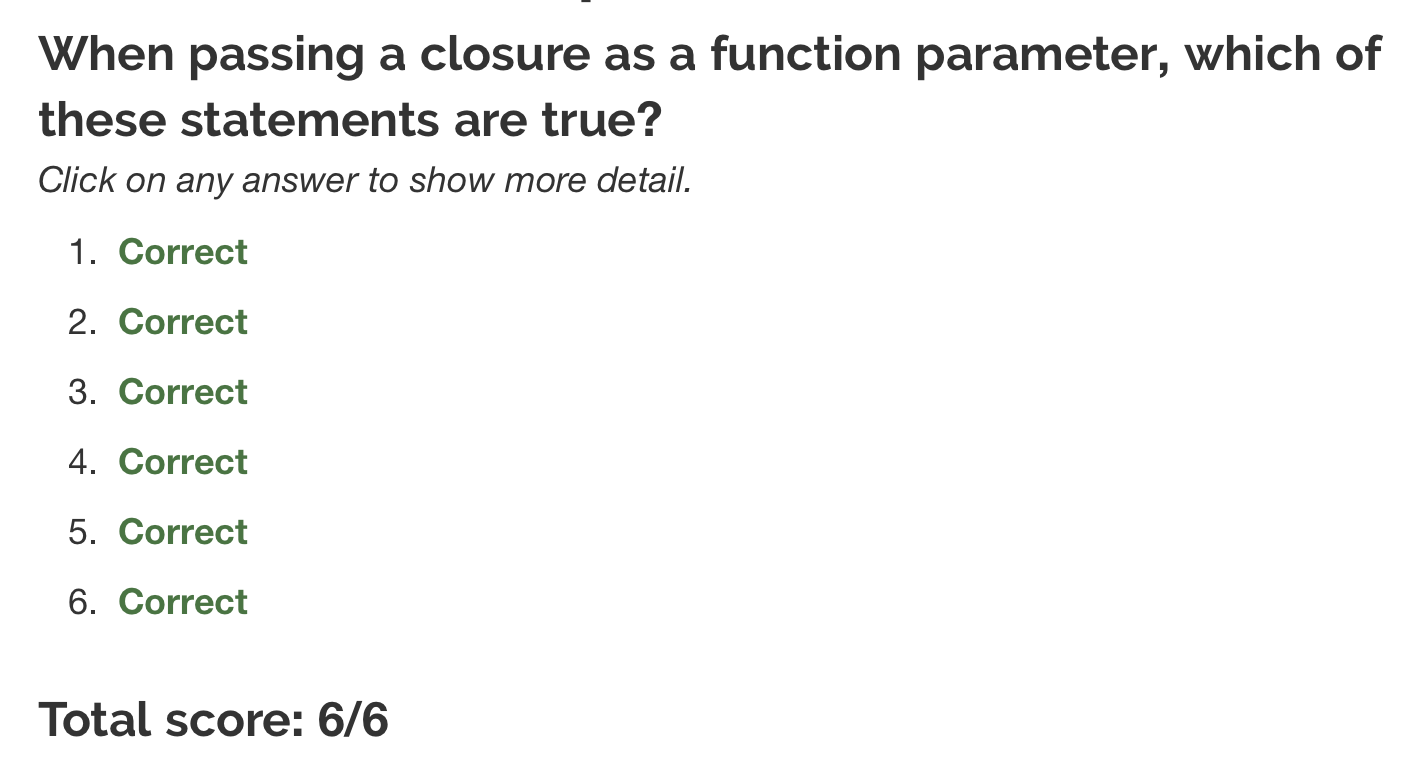 When passing a closure as a function parameter, which of
these statements are true?
Click on any answer to show more detail.
1. Correct
2. Correct
3. Correct
4. Correct
5. Correct
6. Correct
Total score: 6/6